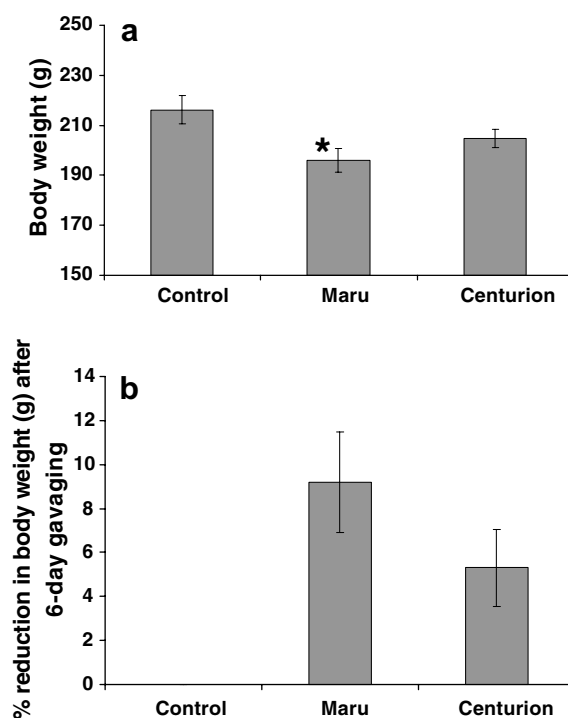 a
Body weight (g)
250
230
210
190
170
150
*
Control Maru Centurion
b
% reduction in body weight (g) after
6-day gavaging
14
12
10
8
6
4
2
0
Control Maru Centurion